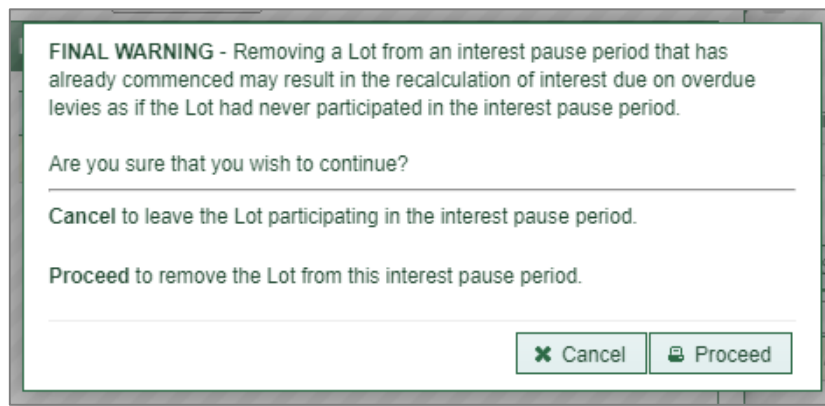 FINAL WARNING - Removing a Lot from an interest pause period that has
already commenced may result in the recalculation of interest due on overdue
levies as if the Lot had never participated in the interest pause period.
Are you sure that you wish to continue?
Cancel to leave the Lot participating in the interest pause period.
Proceed to remove the Lot from this interest pause period.
Cancel Proceed